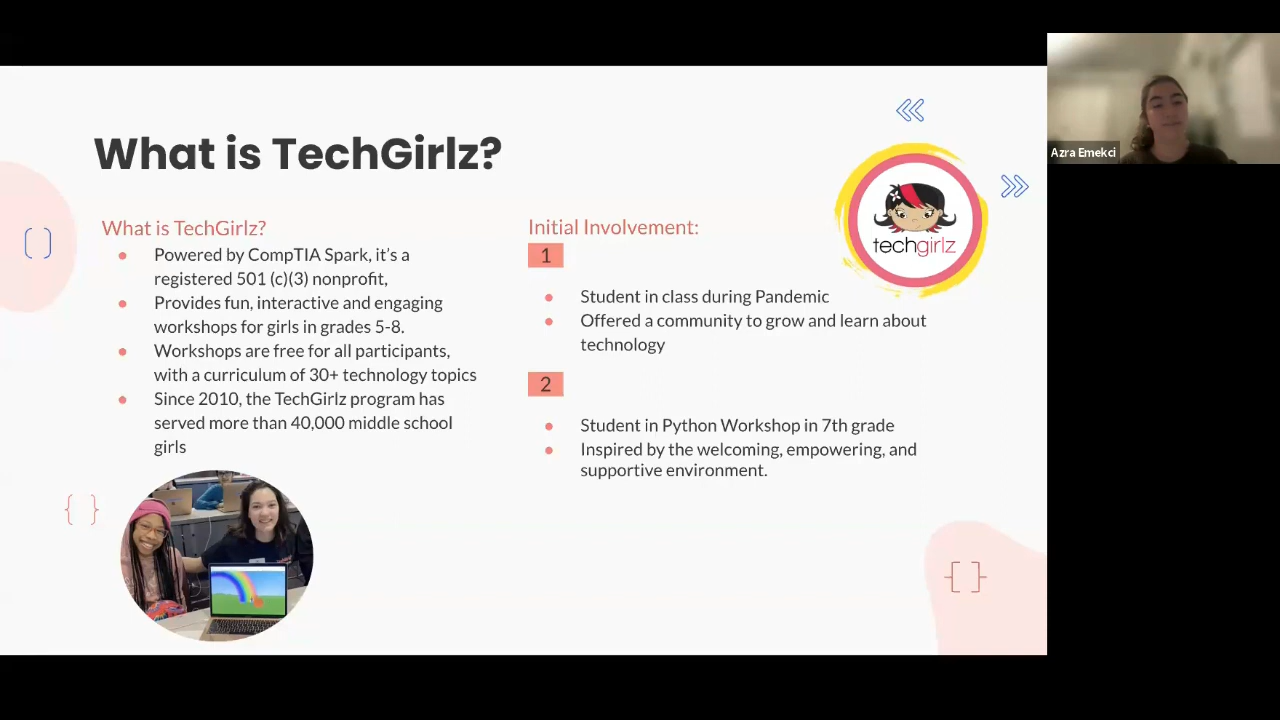 What is TechGirlz?
What is TechGirlz?
Powered by CompTIA Spark, it's a
registered 501 (c)(3) nonprofit,
Provides fun, interactive and engaging
workshops for girls in grades 5-8.
Workshops are free for all participants,
with a curriculum of 30+ technology topics
Since 2010, the TechGirlz program has
served more than 40,000 middle school
girls
Initial Involvement:
1
Student in class during Pandemic
Offered a community to grow and learn about
technology
2
Student in Python Workshop in 7th grade
Inspired by the welcoming, empowering, and
supportive environment.
techgirlz
Azra Emekci